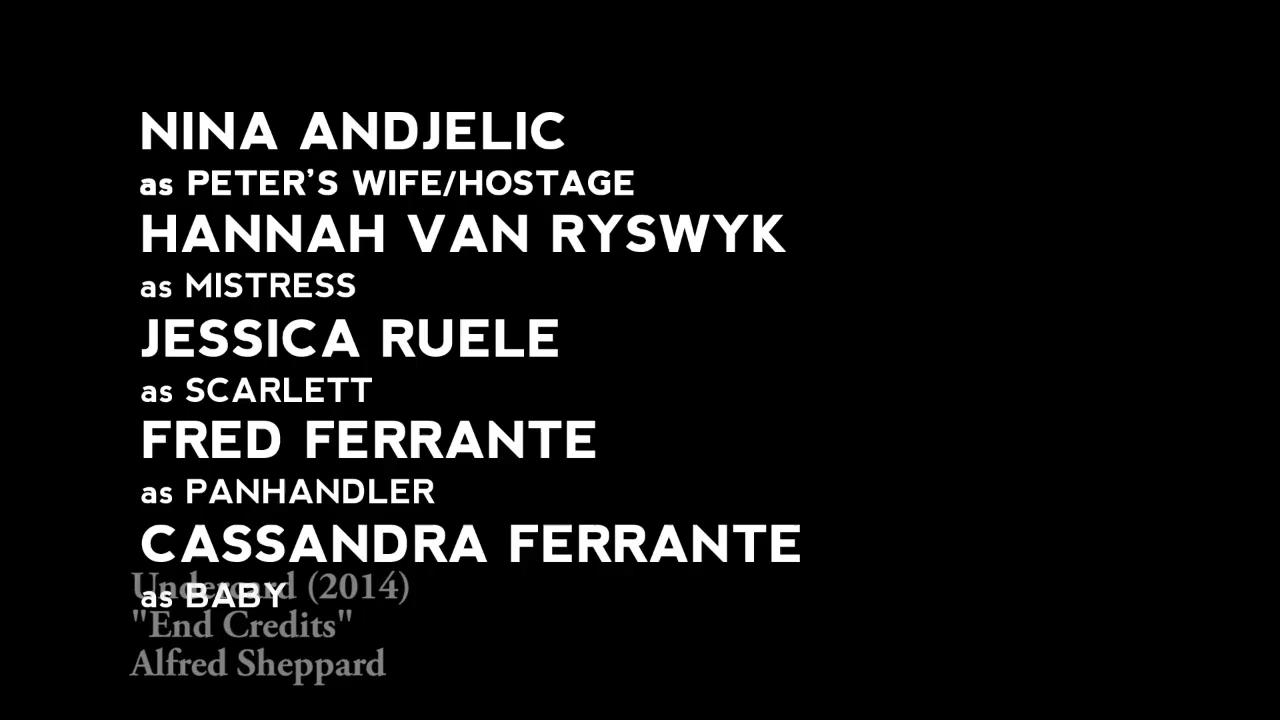 NINA ANDJELIC
as PETER'S WIFE/HOSTAGE
HANNAH VAN RYSWYK
as MISTRESS
JESSICA RUELE
as SCARLETT
FRED FERRANTE
as PANHANDLER
CASSANDRA FERRANTE
Undercard (2014)
as BABY
"End Credits"
Alfred Sheppard